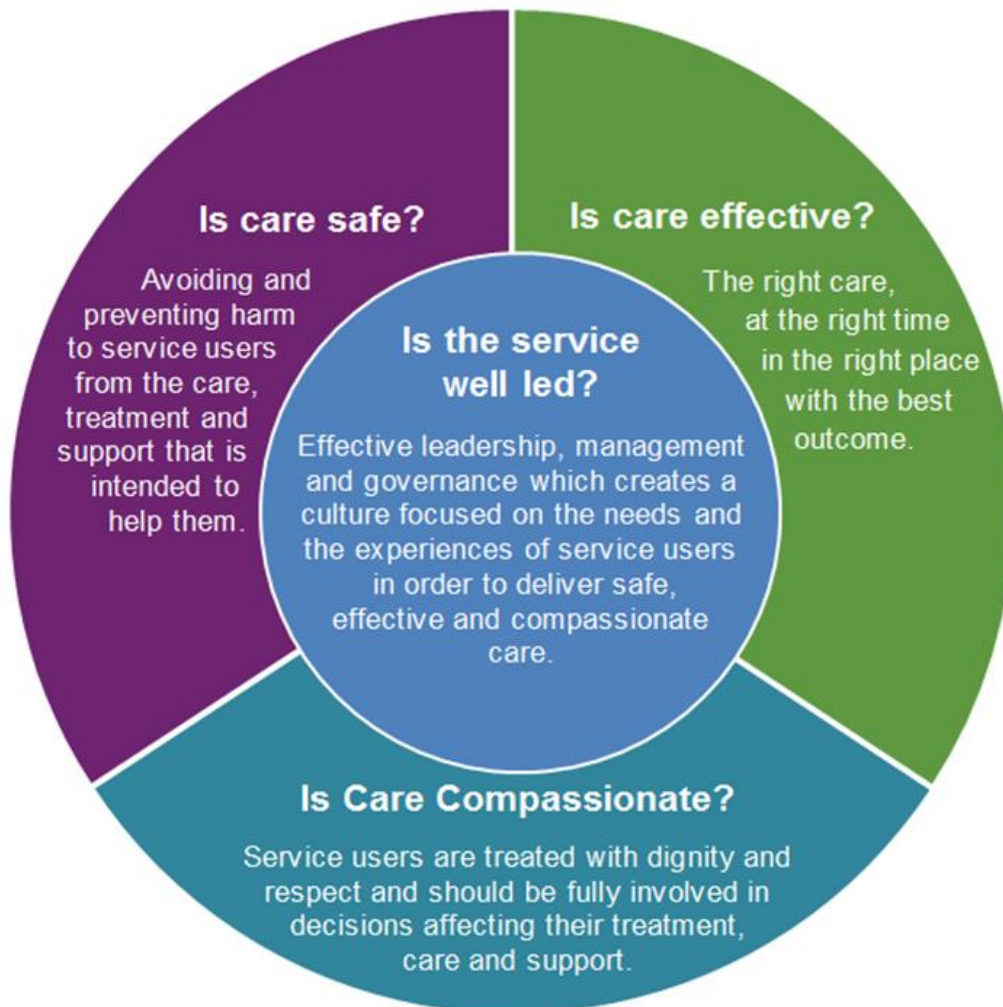 Is care safe?
Avoiding and
preventing harm
to service users
from the care,
treatment and
support that is
intended to
help them.
Is care effective?
The right care,
at the right time
in the right place
with the best
outcome.
Is the service
well led?
Effective leadership, management
and governance which creates a
culture focused on the needs and
the experiences of service users
in order to deliver safe,
effective and compassionate
care.
Is Care Compassionate?
Service users are treated with dignity and
respect and should be fully involved in
decisions affecting their treatment,
care and support.